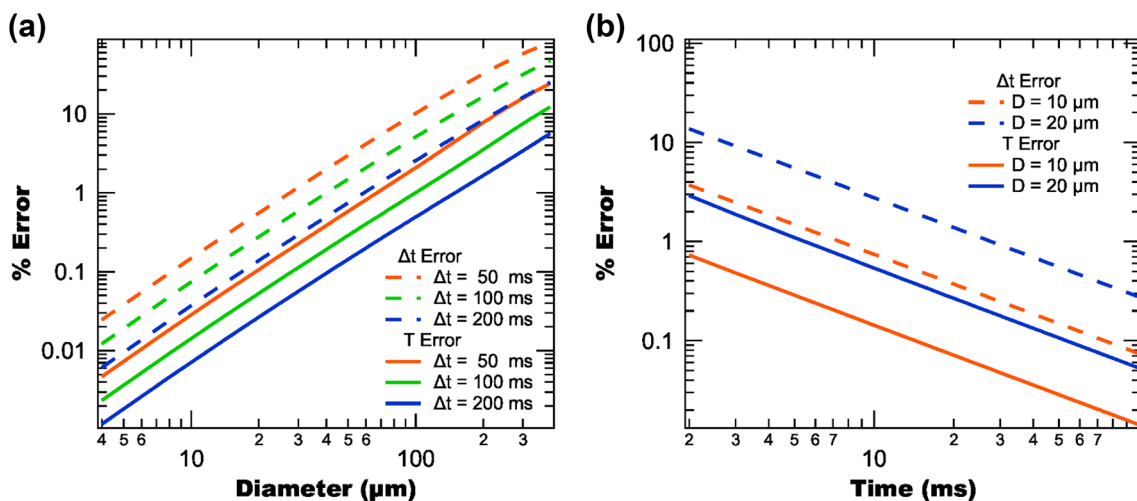 (a)
% Error
10
1
0.1
0.01
4 5 6 10 2 3 4 5 6 100 2 3
Diameter (µm)
Δt Error
Δt = 50 ms
Δt = 100 ms
Δt = 200 ms
T Error
Δt = 50 ms
Δt = 100 ms
Δt = 200 ms
(b)
% Error
100
10
1
0.1
2 3 4 5 6 7 10 2 3 4 5 6 7
Time (ms)
Δt Error
D = 10 µm
D = 20 µm
T Error
D = 10 µm
D = 20 µm